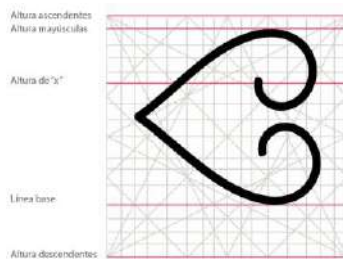 Altura ascendentes
Altura mayúsculas
Altura de "x"
Línea base
Altura descendentes